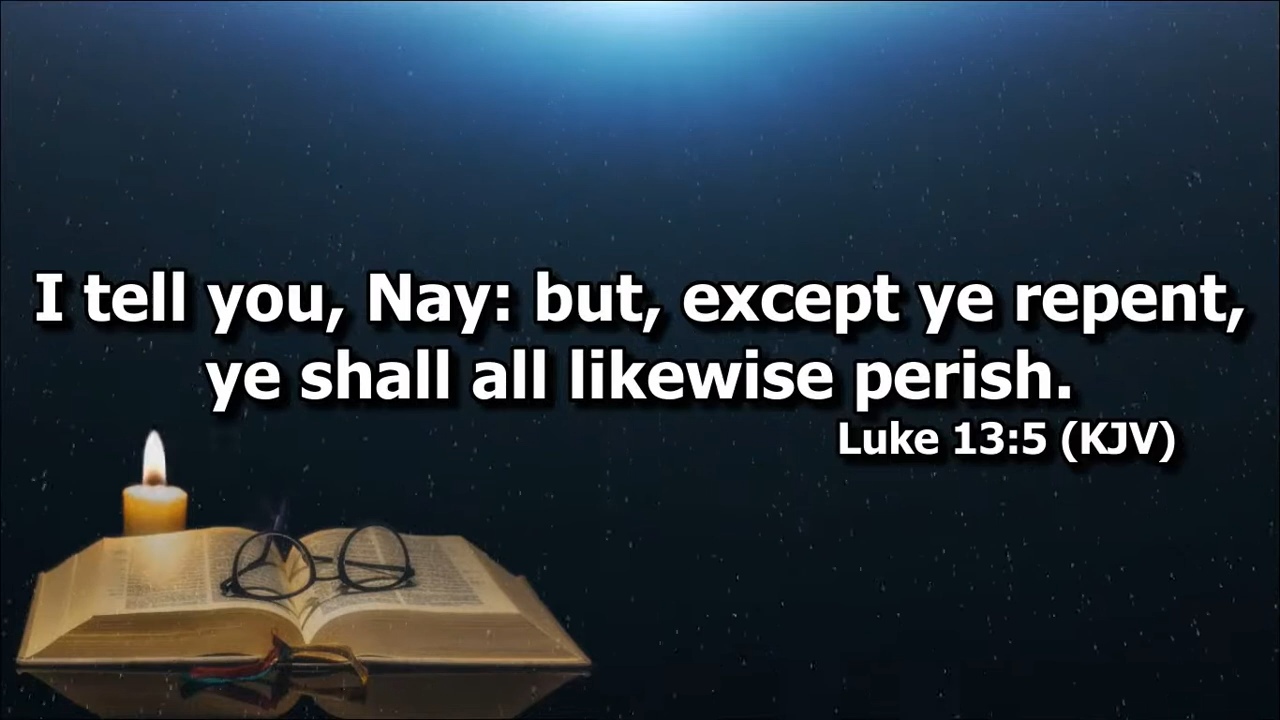 I tell you, Nay: but, except ye repent,
ye shall all likewise perish.
Luke 13:5 (KJV)